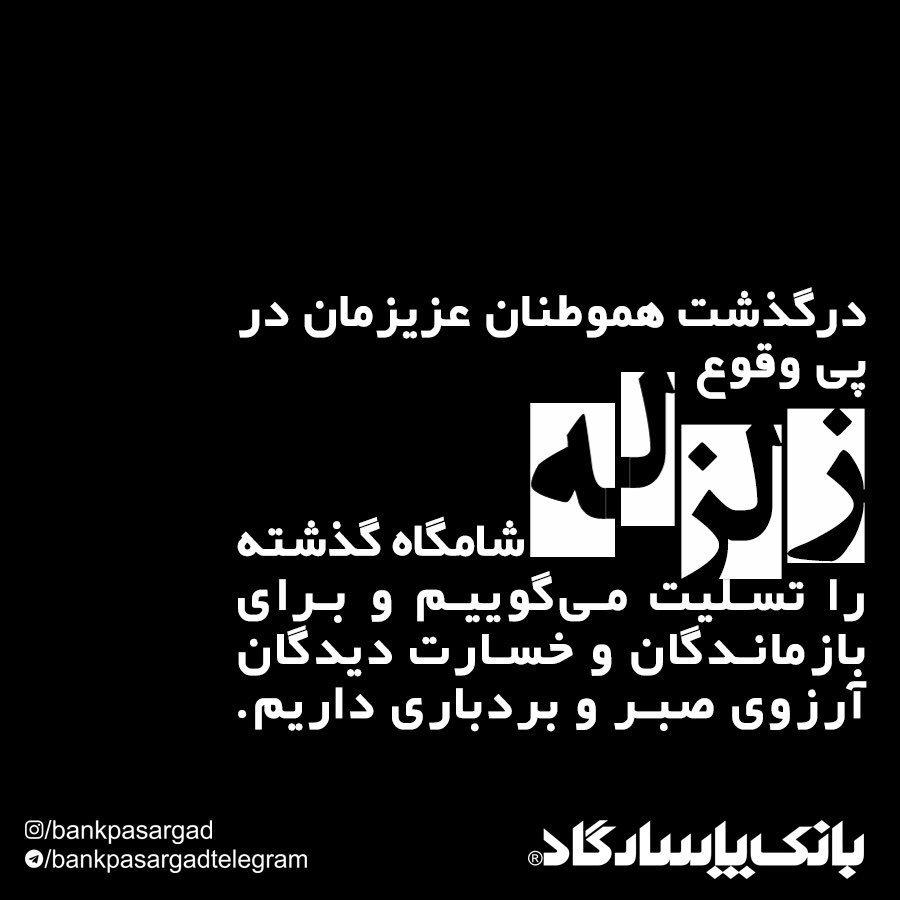 درگذشت هموطنان عزیزمان در
پی وقوع
زلزله
شامگاه گذشته
را تسلیت می‌گوییم و برای
بازماندگان و خسارت دیدگان
آرزوی صبر و بردباری داریم.
/bankpasargad
/bankpasargadtelegram
بانک پاسارگاد®